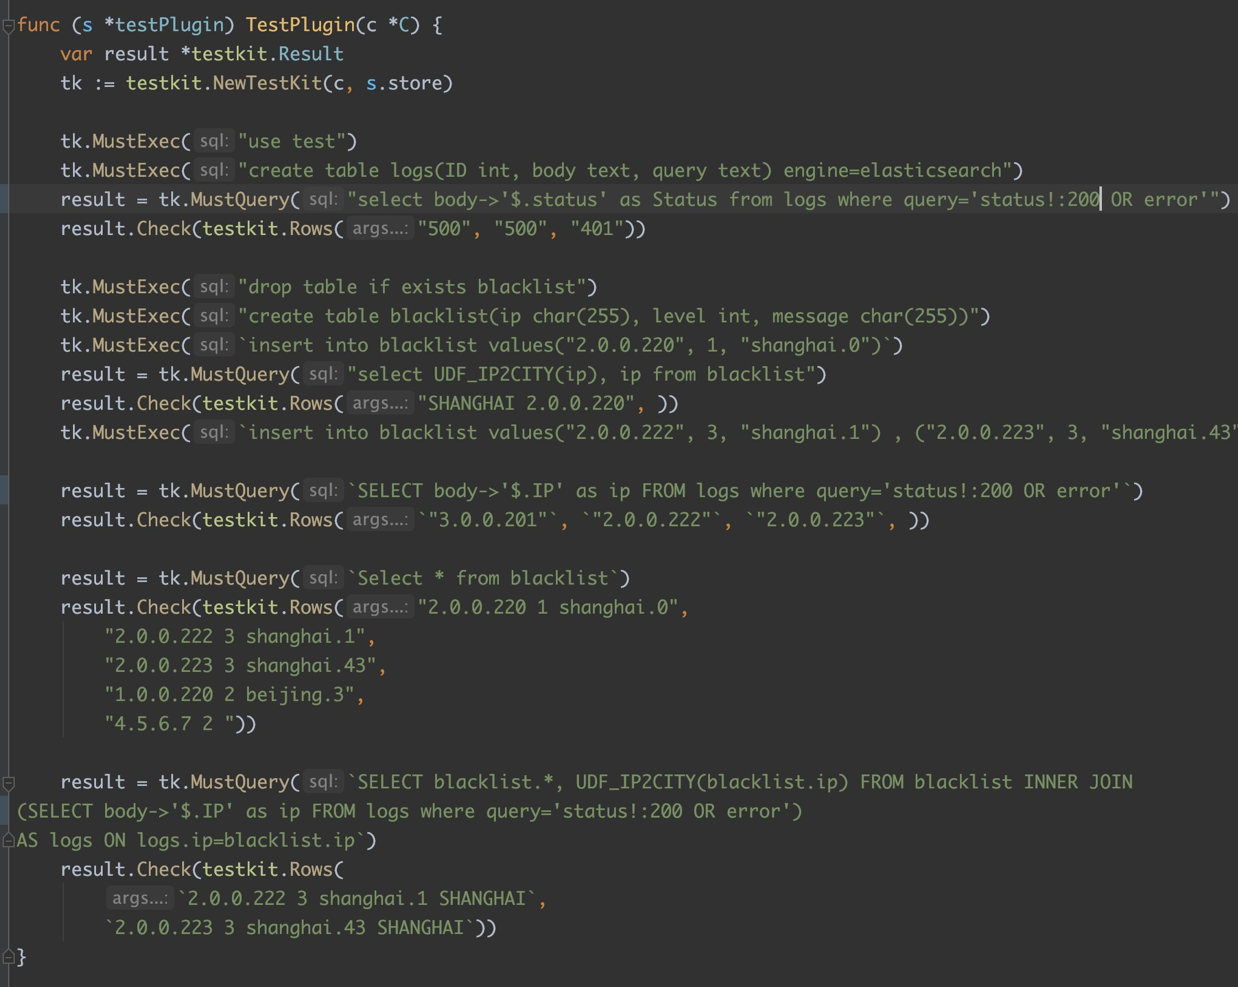 func (s *testPlugin) TestPlugin(c *C) {
var result *testkit.Result
tk := testkit.NewTestKit(c, s.store)
tk.MustExec( sql: "use test")
tk.MustExec( sql: "create table logs(ID int, body text, query text) engine=elasticsearch")
result = tk.MustQuery( sql: "select body->'$.status' as Status from logs where query='status!:200 OR error'")
result.Check(testkit.Rows( args...: "500", "500", "401"))
tk.MustExec( sql: "drop table if exists blacklist")
tk.MustExec( sql: "create table blacklist(ip char(255), level int, message char(255))")
tk.MustExec( sql: `insert into blacklist values("2.0.0.220", 1, "shanghai.0")`)
result = tk.MustQuery( sql: "select UDF_IP2CITY(ip), ip from blacklist")
result.Check(testkit.Rows( args...: "SHANGHAI 2.0.0.220", ))
tk.MustExec( sql: `insert into blacklist values("2.0.0.222", 3, "shanghai.1") , ("2.0.0.223", 3, "shanghai.43"
result = tk.MustQuery( sql: `SELECT body->'$.IP' as ip FROM logs where query='status!:200 OR error'`)
result.Check(testkit.Rows( args...: `"3.0.0.201"`, `"2.0.0.222"`, `"2.0.0.223"`, ))
result = tk.MustQuery( sql: `Select * from blacklist`)
result.Check(testkit.Rows( args...: "2.0.0.220 1 shanghai.0",
"2.0.0.222 3 shanghai.1",
"2.0.0.223 3 shanghai.43",
"1.0.0.220 2 beijing.3",
"4.5.6.7 2 "))
result = tk.MustQuery( sql: `SELECT blacklist.*, UDF_IP2CITY(blacklist.ip) FROM blacklist INNER JOIN
(SELECT body->'$.IP' as ip FROM logs where query='status!:200 OR error')
AS logs ON logs.ip=blacklist.ip`)
result.Check(testkit.Rows(
args...: `2.0.0.222 3 shanghai.1 SHANGHAI`,
`2.0.0.223 3 shanghai.43 SHANGHAI`))
}